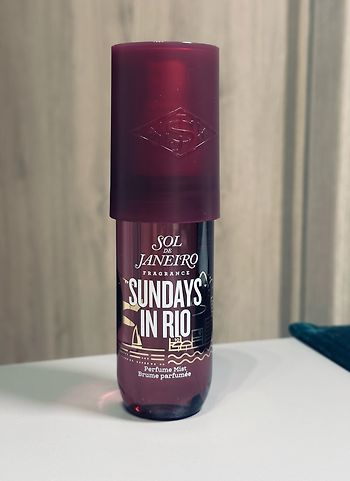 SOL
DE
JANEIRO
FRAGRANCE
SUNDAYS
IN RIO
Perfume Mist
Brume parfumée